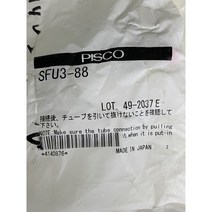 PISCO
SFU3-88
LOT. 49-2037E
接続後、チューブを引いて抜けないことを確認して
下さい。
NOTE: Make sure the tube connection by pulling
it when it is put-in
MADE IN JAPAN
*4140676*